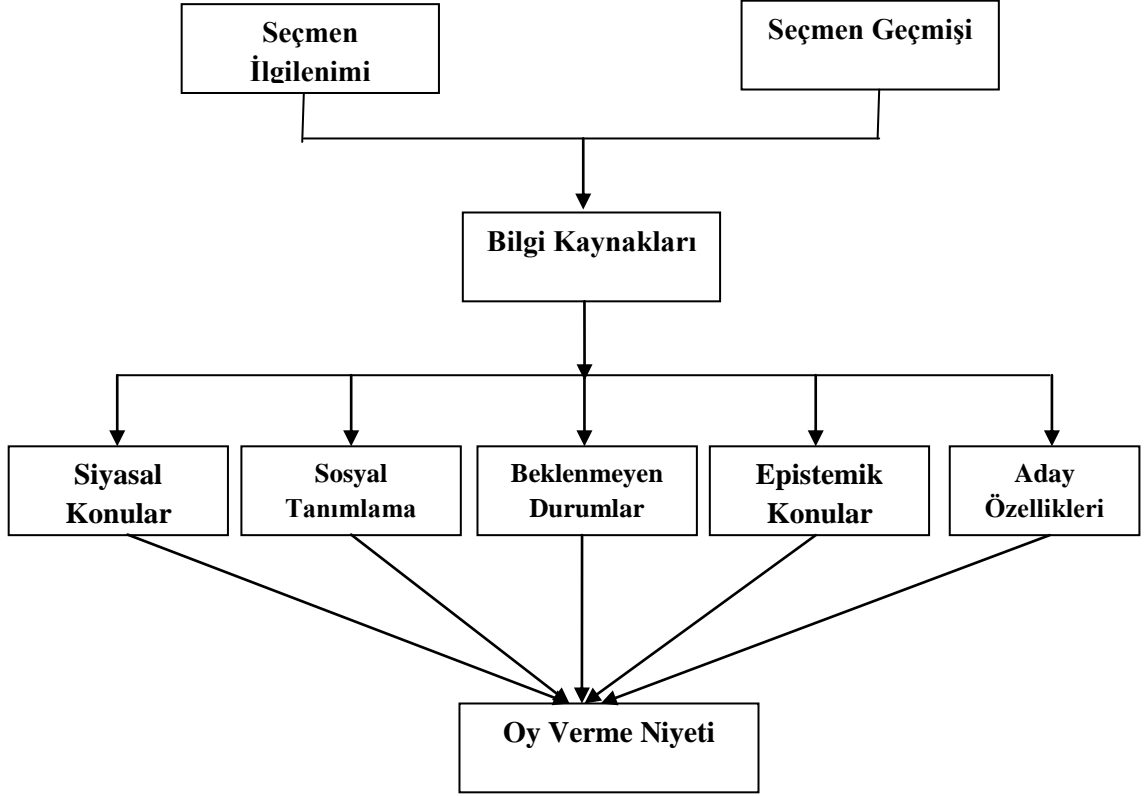 Seçmen
İlgilenimi
Seçmen Geçmişi
Bilgi Kaynakları
Siyasal
Konular
Sosyal
Tanımlama
Beklenmeyen
Durumlar
Epistemik
Konular
Aday
Özellikleri
Oy Verme Niyeti